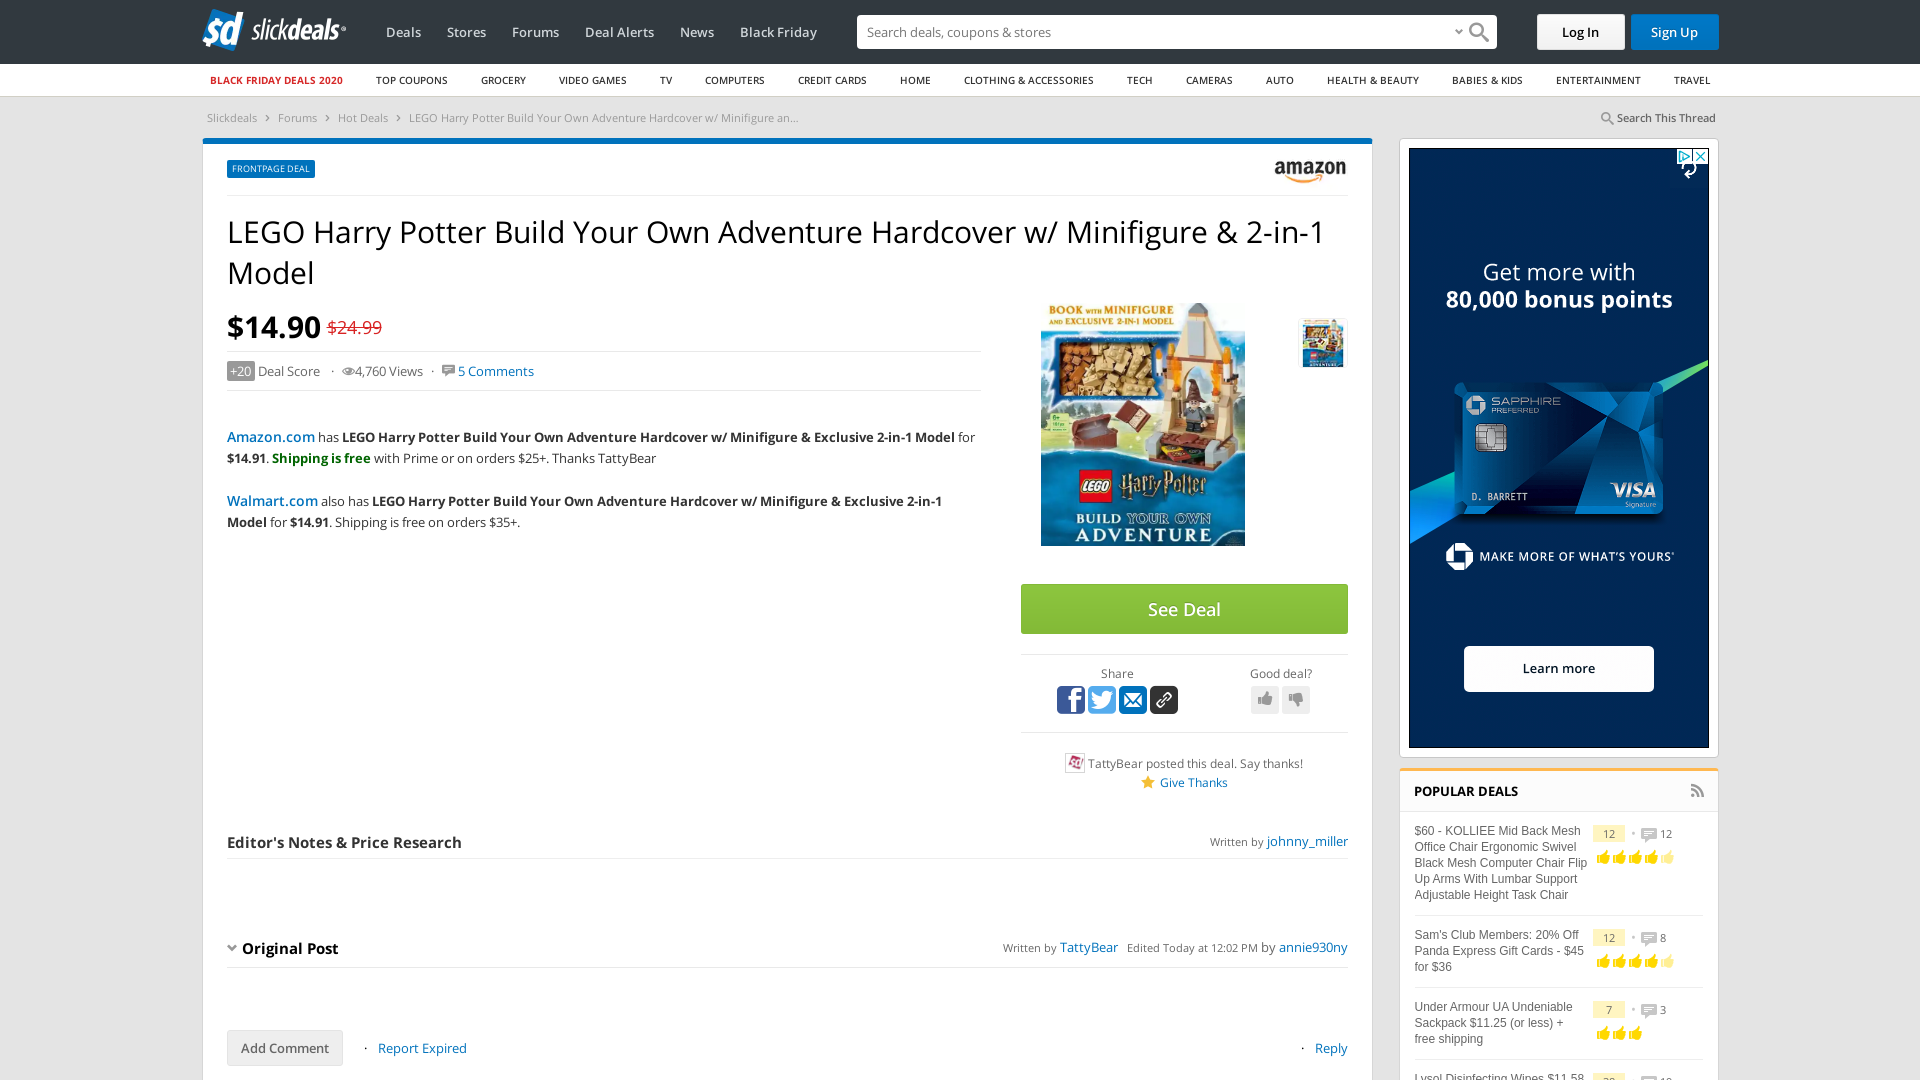 sd slickdeals
Deals
Stores
Forums
Deal Alerts
News
Black Friday
Search deals, coupons & shopping
Log In
Sign Up
BLACK FRIDAY DEALS 2020
TOP COUPONS
GROCERY
VIDEO GAMES
TV
COMPUTERS
CREDIT CARDS
HOME
CLOTHING & ACCESSORIES
TECH
CAMERAS
AUTO
HEALTH & BEAUTY
BABIES & KIDS
ENTERTAINMENT
TRAVEL
Slickdeals › Forums › Hot Deals › LEGO Harry Potter Build Your Own Adventure Hardcover w/ Minifigure an...
Search This Thread
FRONTPAGE DEAL
amazon
LEGO Harry Potter Build Your Own Adventure Hardcover w/ Minifigure & 2-in-1
Model
$14.90 $24.99
+20 Deal Score · 4,760 Views · 5 Comments
Amazon.com has LEGO Harry Potter Build Your Own Adventure Hardcover w/ Minifigure & Exclusive 2-in-1 Model for
$14.91. Shipping is free with Prime or on orders $25+. Thanks TattyBear
Walmart.com also has LEGO Harry Potter Build Your Own Adventure Hardcover w/ Minifigure & Exclusive 2-in-1
Model for $14.91. Shipping is free on orders $35+.
BOOK WITH MINIFIGURE
AND EXCLUSIVE 2-IN-1 MODEL
LEGO Harry Potter
BUILD YOUR OWN
ADVENTURE
See Deal
Share
Good deal?
TattyBear posted this deal. Say thanks!
Give Thanks
Editor's Notes & Price Research
Written by johnny_miller
Original Post
Written by TattyBear Edited Today at 12:02 PM by annie930ny
Add Comment
· Report Expired
· Reply
Get more with
80,000 bonus points
SAPPHIRE
PREFERRED
D. BARRETT
VISA
Signature
MAKE MORE OF WHAT'S YOURS
Learn more
POPULAR DEALS
$60 - KOLLIEE Mid Back Mesh
Office Chair Ergonomic Swivel
Black Mesh Computer Chair Flip
Up Arms With Lumbar Support
Adjustable Height Task Chair
12 • 12
Sam's Club Members: 20% Off
Panda Express Gift Cards - $45
for $36
12 • 8
Under Armour UA Undeniable
Sackpack $11.25 (or less) +
free shipping
7 • 3
Lysol Disinfecting Wipes $11.58